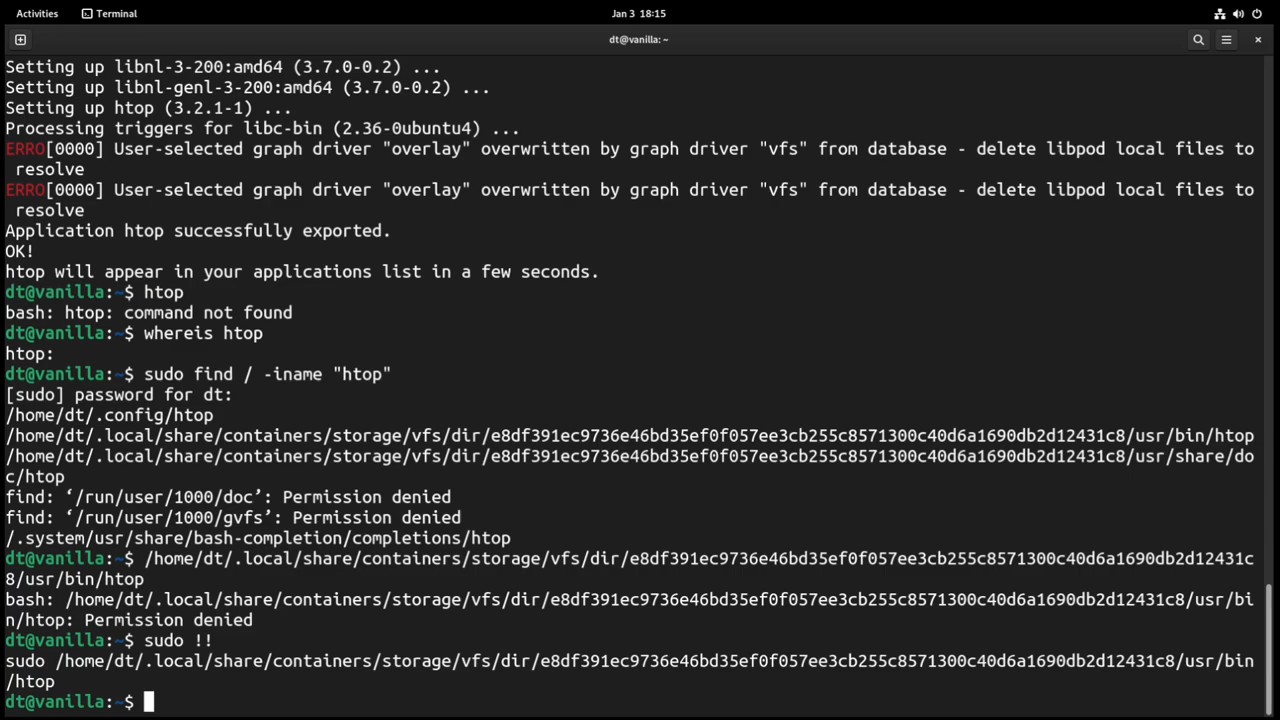 Activities
Terminal
Jan 3  18:15
dt@vanilla: ~
Setting up libnl-3-200:amd64 (3.7.0-0.2) ...
Setting up libnl-genl-3-200:amd64 (3.7.0-0.2) ...
Setting up htop (3.2.1-1) ...
Processing triggers for libc-bin (2.36-0ubuntu4) ...
ERRO[0000] User-selected graph driver "overlay" overwritten by graph driver "vfs" from database - delete libpod local files to
 resolve
ERRO[0000] User-selected graph driver "overlay" overwritten by graph driver "vfs" from database - delete libpod local files to
 resolve
Application htop successfully exported.
OK!
htop will appear in your applications list in a few seconds.
dt@vanilla:~$ htop
bash: htop: command not found
dt@vanilla:~$ whereis htop
htop:
dt@vanilla:~$ sudo find / -iname "htop"
[sudo] password for dt:
/home/dt/.config/htop
/home/dt/.local/share/containers/storage/vfs/dir/e8df391ec9736e46bd35ef0f057ee3cb255c8571300c40d6a1690db2d12431c8/usr/bin/htop
/home/dt/.local/share/containers/storage/vfs/dir/e8df391ec9736e46bd35ef0f057ee3cb255c8571300c40d6a1690db2d12431c8/usr/share/do
c/htop
find: ‘/run/user/1000/doc’: Permission denied
find: ‘/run/user/1000/gvfs’: Permission denied
/.system/usr/share/bash-completion/completions/htop
dt@vanilla:~$ /home/dt/.local/share/containers/storage/vfs/dir/e8df391ec9736e46bd35ef0f057ee3cb255c8571300c40d6a1690db2d12431c
8/usr/bin/htop
bash: /home/dt/.local/share/containers/storage/vfs/dir/e8df391ec9736e46bd35ef0f057ee3cb255c8571300c40d6a1690db2d12431c8/usr/bi
n/htop: Permission denied
dt@vanilla:~$ sudo !!
sudo /home/dt/.local/share/containers/storage/vfs/dir/e8df391ec9736e46bd35ef0f057ee3cb255c8571300c40d6a1690db2d12431c8/usr/bin
/htop
dt@vanilla:~$